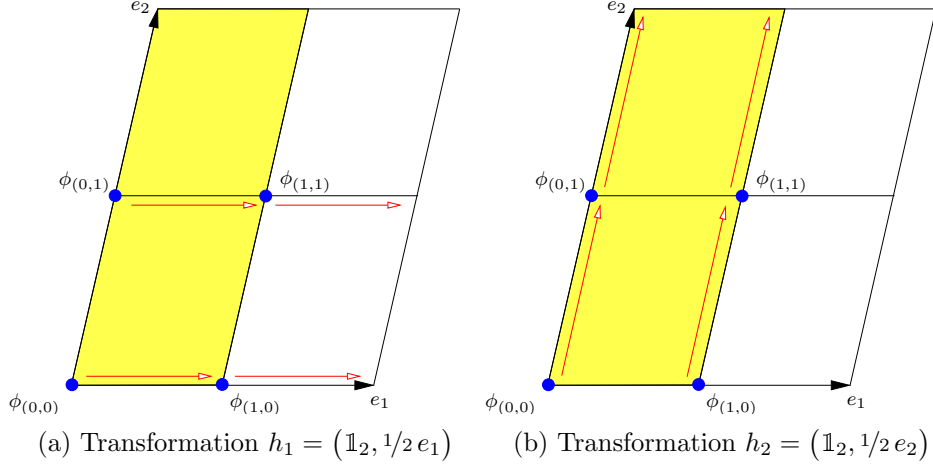 e₂ e₂
ϕ(0,1) ϕ(1,1) ϕ(0,1) ϕ(1,1)
ϕ(0,0) ϕ(1,0) e₁ ϕ(0,0) ϕ(1,0) e₁
(a) Transformation h₁ = (𝟙₂, 1/2 e₁) (b) Transformation h₂ = (𝟙₂, 1/2 e₂)